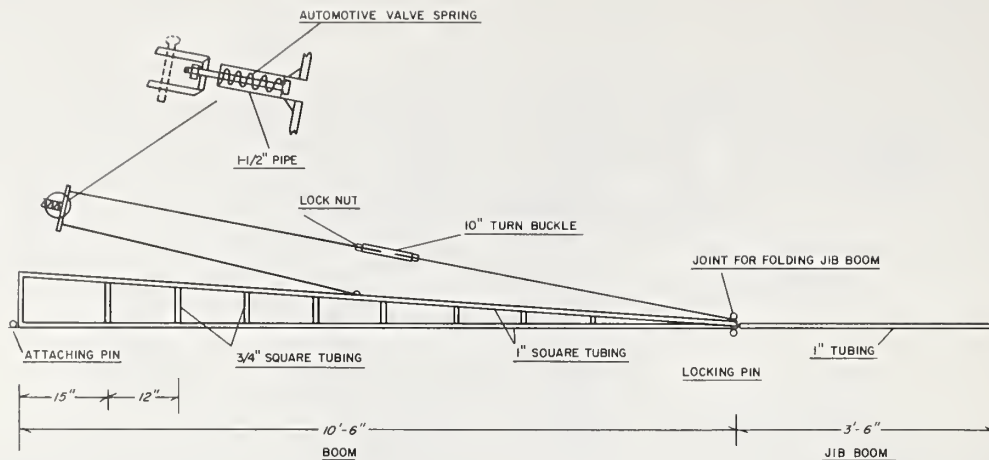 AUTOMOTIVE VALVE SPRING
1-1/2" PIPE
LOCK NUT
10" TURN BUCKLE
JOINT FOR FOLDING JIB BOOM
ATTACHING PIN
3/4" SQUARE TUBING
1" SQUARE TUBING
1" TUBING
LOCKING PIN
15"
12"
10'-6"
3'-6"
BOOM
JIB BOOM